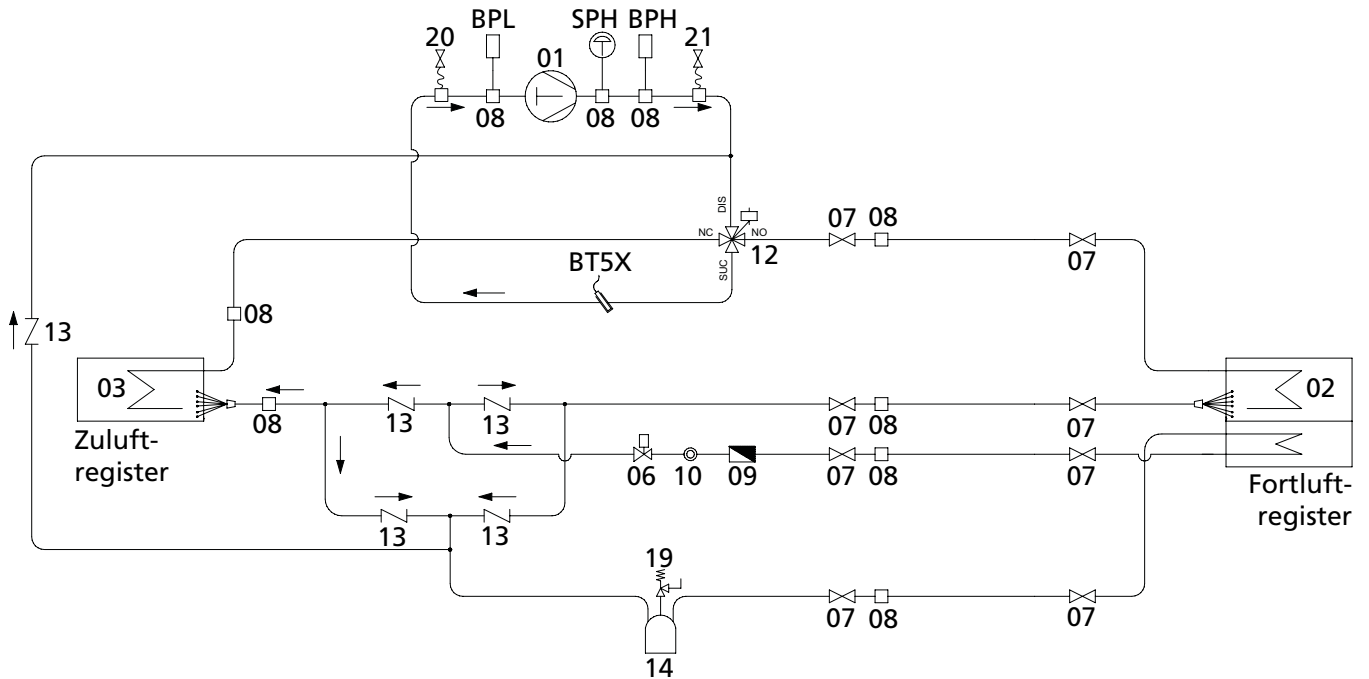 BPL
SPH
BPH
20
01
21
08
08
08
DIS
NC
NO
SUC
12
07
08
07
BT5X
08
13
03
08
13
13
07
08
07
02
Zuluft-
register
06
10
09
07
08
07
Fortluft-
register
13
13
19
14
07
08
07